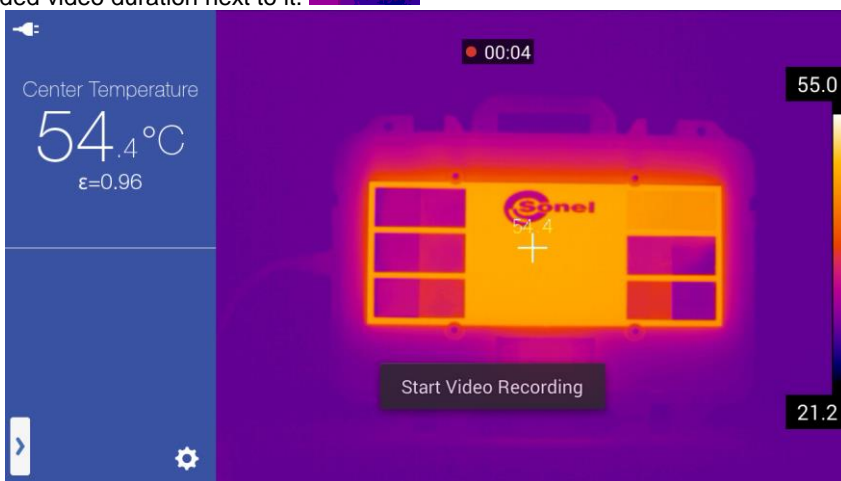 ded video duration next to it.
00:04
55.0
Center Temperature
54.4°C
ε=0.96
Sonel
54.4
Start Video Recording
21.2